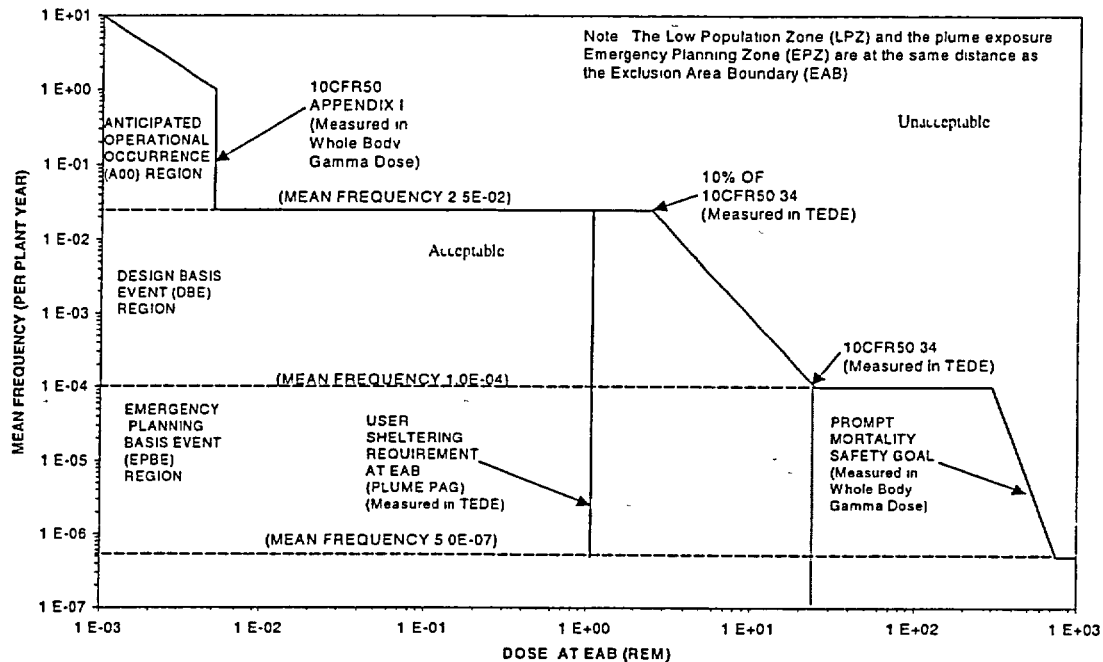 1 E+01
1 E+00
1 E-01
1 E-02
1 E-03
1 E-04
1 E-05
1 E-06
1 E-07
MEAN FREQUENCY (PER PLANT YEAR)
Note The Low Population Zone (LPZ) and the plume exposure
Emergency Planning Zone (EPZ) are at the same distance as
the Exclusion Area Boundary (EAB)
10CFR50
APPENDIX I
(Measured in
Whole Body
Gamma Dose)
ANTICIPATED
OPERATIONAL
OCCURRENCE
(A00) REGION
Unacceptable
10% OF
10CFR50 34
(Measured in TEDE)
(MEAN FREQUENCY 2 5E-02)
Acceptable
DESIGN BASIS
EVENT (DBE)
REGION
10CFR50 34
(Measured in TEDE)
(MEAN FREQUENCY 1.0E-04)
EMERGENCY
PLANNING
BASIS EVENT
(EPBE)
REGION
USER
SHELTERING
REQUIREMENT
AT EAB
(PLUME PAG)
(Measured in TEDE)
PROMPT
MORTALITY
SAFETY GOAL
(Measured in
Whole Body
Gamma Dose)
(MEAN FREQUENCY 5 0E-07)
1 E-03
1 E-02
1 E-01
1 E+00
1 E+01
1 E+02
1 E+03
DOSE AT EAB (REM)